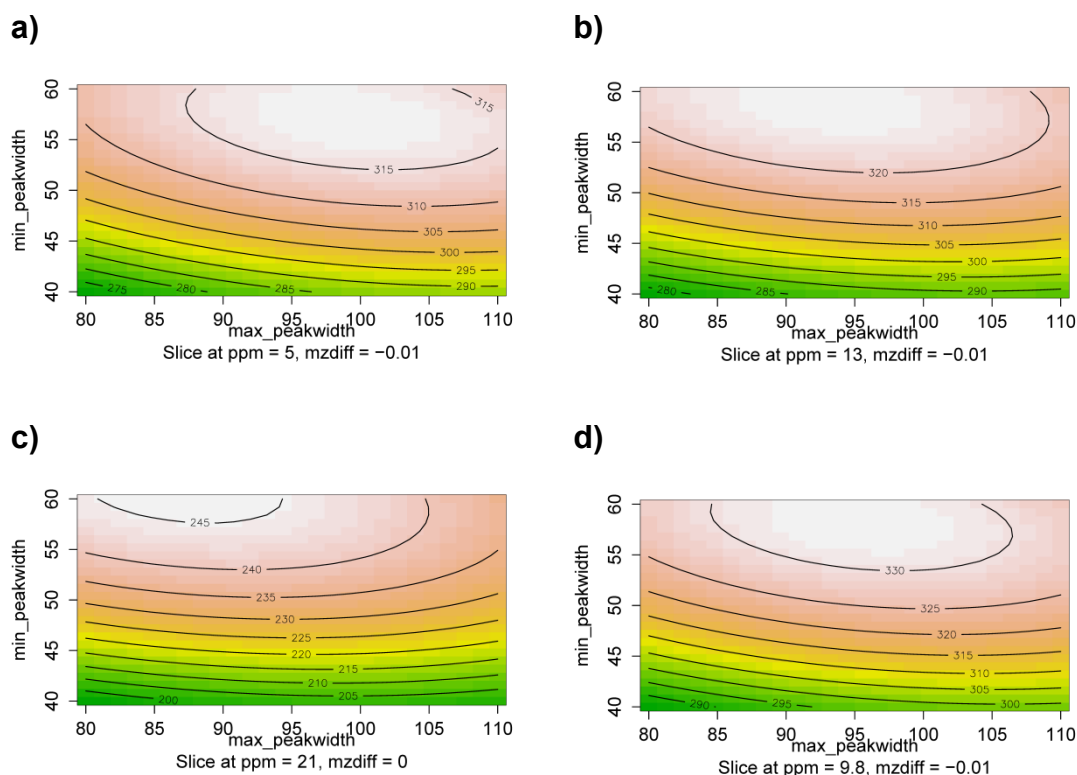 a)
min_peakwidth
60
55
50
45
40
315
315
310
305
300
295
290
275
280
285
80 85 90 95 100 105 110
max_peakwidth
Slice at ppm = 5, mzdiff = −0.01
b)
min_peakwidth
60
55
50
45
40
320
315
310
305
300
295
290
280
285
80 85 90 95 100 105 110
max_peakwidth
Slice at ppm = 13, mzdiff = −0.01
c)
min_peakwidth
60
55
50
45
40
245
240
235
230
225
220
215
210
205
200
80 85 90 95 100 105 110
max_peakwidth
Slice at ppm = 21, mzdiff = 0
d)
min_peakwidth
60
55
50
45
40
330
325
320
315
310
305
300
290
295
80 85 90 95 100 105 110
max_peakwidth
Slice at ppm = 9.8, mzdiff = −0.01